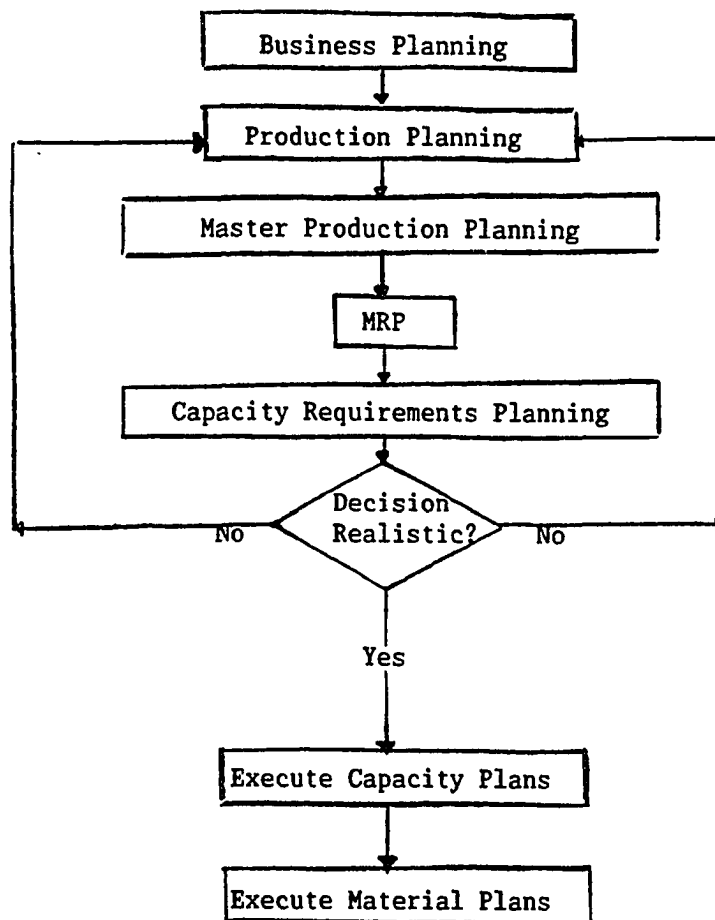 Business Planning
Production Planning
Master Production Planning
MRP
Capacity Requirements Planning
Decision
Realistic?
No
No
Yes
Execute Capacity Plans
Execute Material Plans